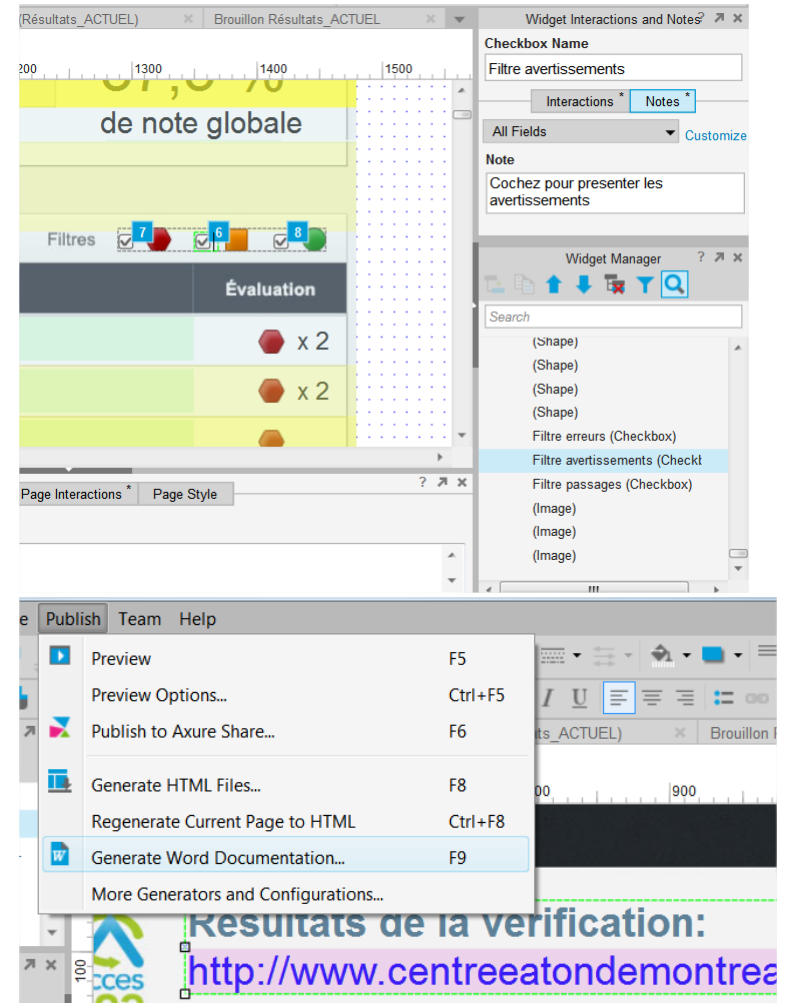 (Résultats_ACTUEL) × Brouillon Résultats_ACTUEL ×
Widget Interactions and Notes ?
Checkbox Name
Filtre avertissements
Interactions * Notes *
All Fields Customize
Note
Cochez pour presenter les
avertissements
200 1300 1400 1500
de note globale
Filtres 7 6 8
Évaluation
x 2
x 2
Widget Manager ?
Search
(Shape)
(Shape)
(Shape)
(Shape)
Filtre erreurs (Checkbox)
Filtre avertissements (Checkb
Filtre passages (Checkbox)
(Image)
(Image)
(Image)
Page Interactions * Page Style ?
e Publish Team Help
Preview F5
Preview Options... Ctrl+F5
Publish to Axure Share... F6
Generate HTML Files... F8
Regenerate Current Page to HTML Ctrl+F8
Generate Word Documentation... F9
More Generators and Configurations...
I U
ts_ACTUEL) × Brouillon
00 900
100
Résultats de la vérification:
http://www.centreeatondemontrea